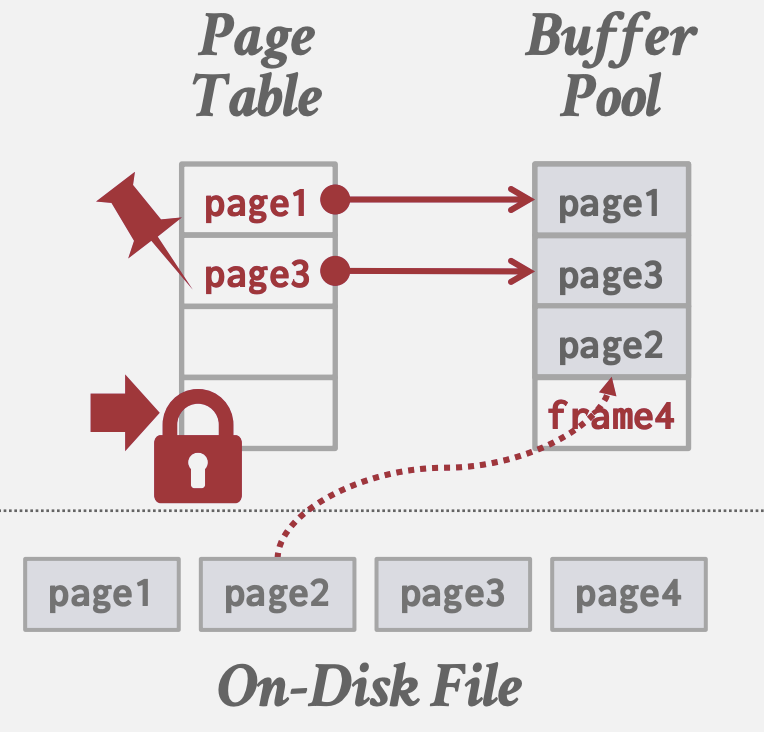 Page
Table
Buffer
Pool
page1
page3
page1
page3
page2
frame4
page1
page2
page3
page4
On-Disk File